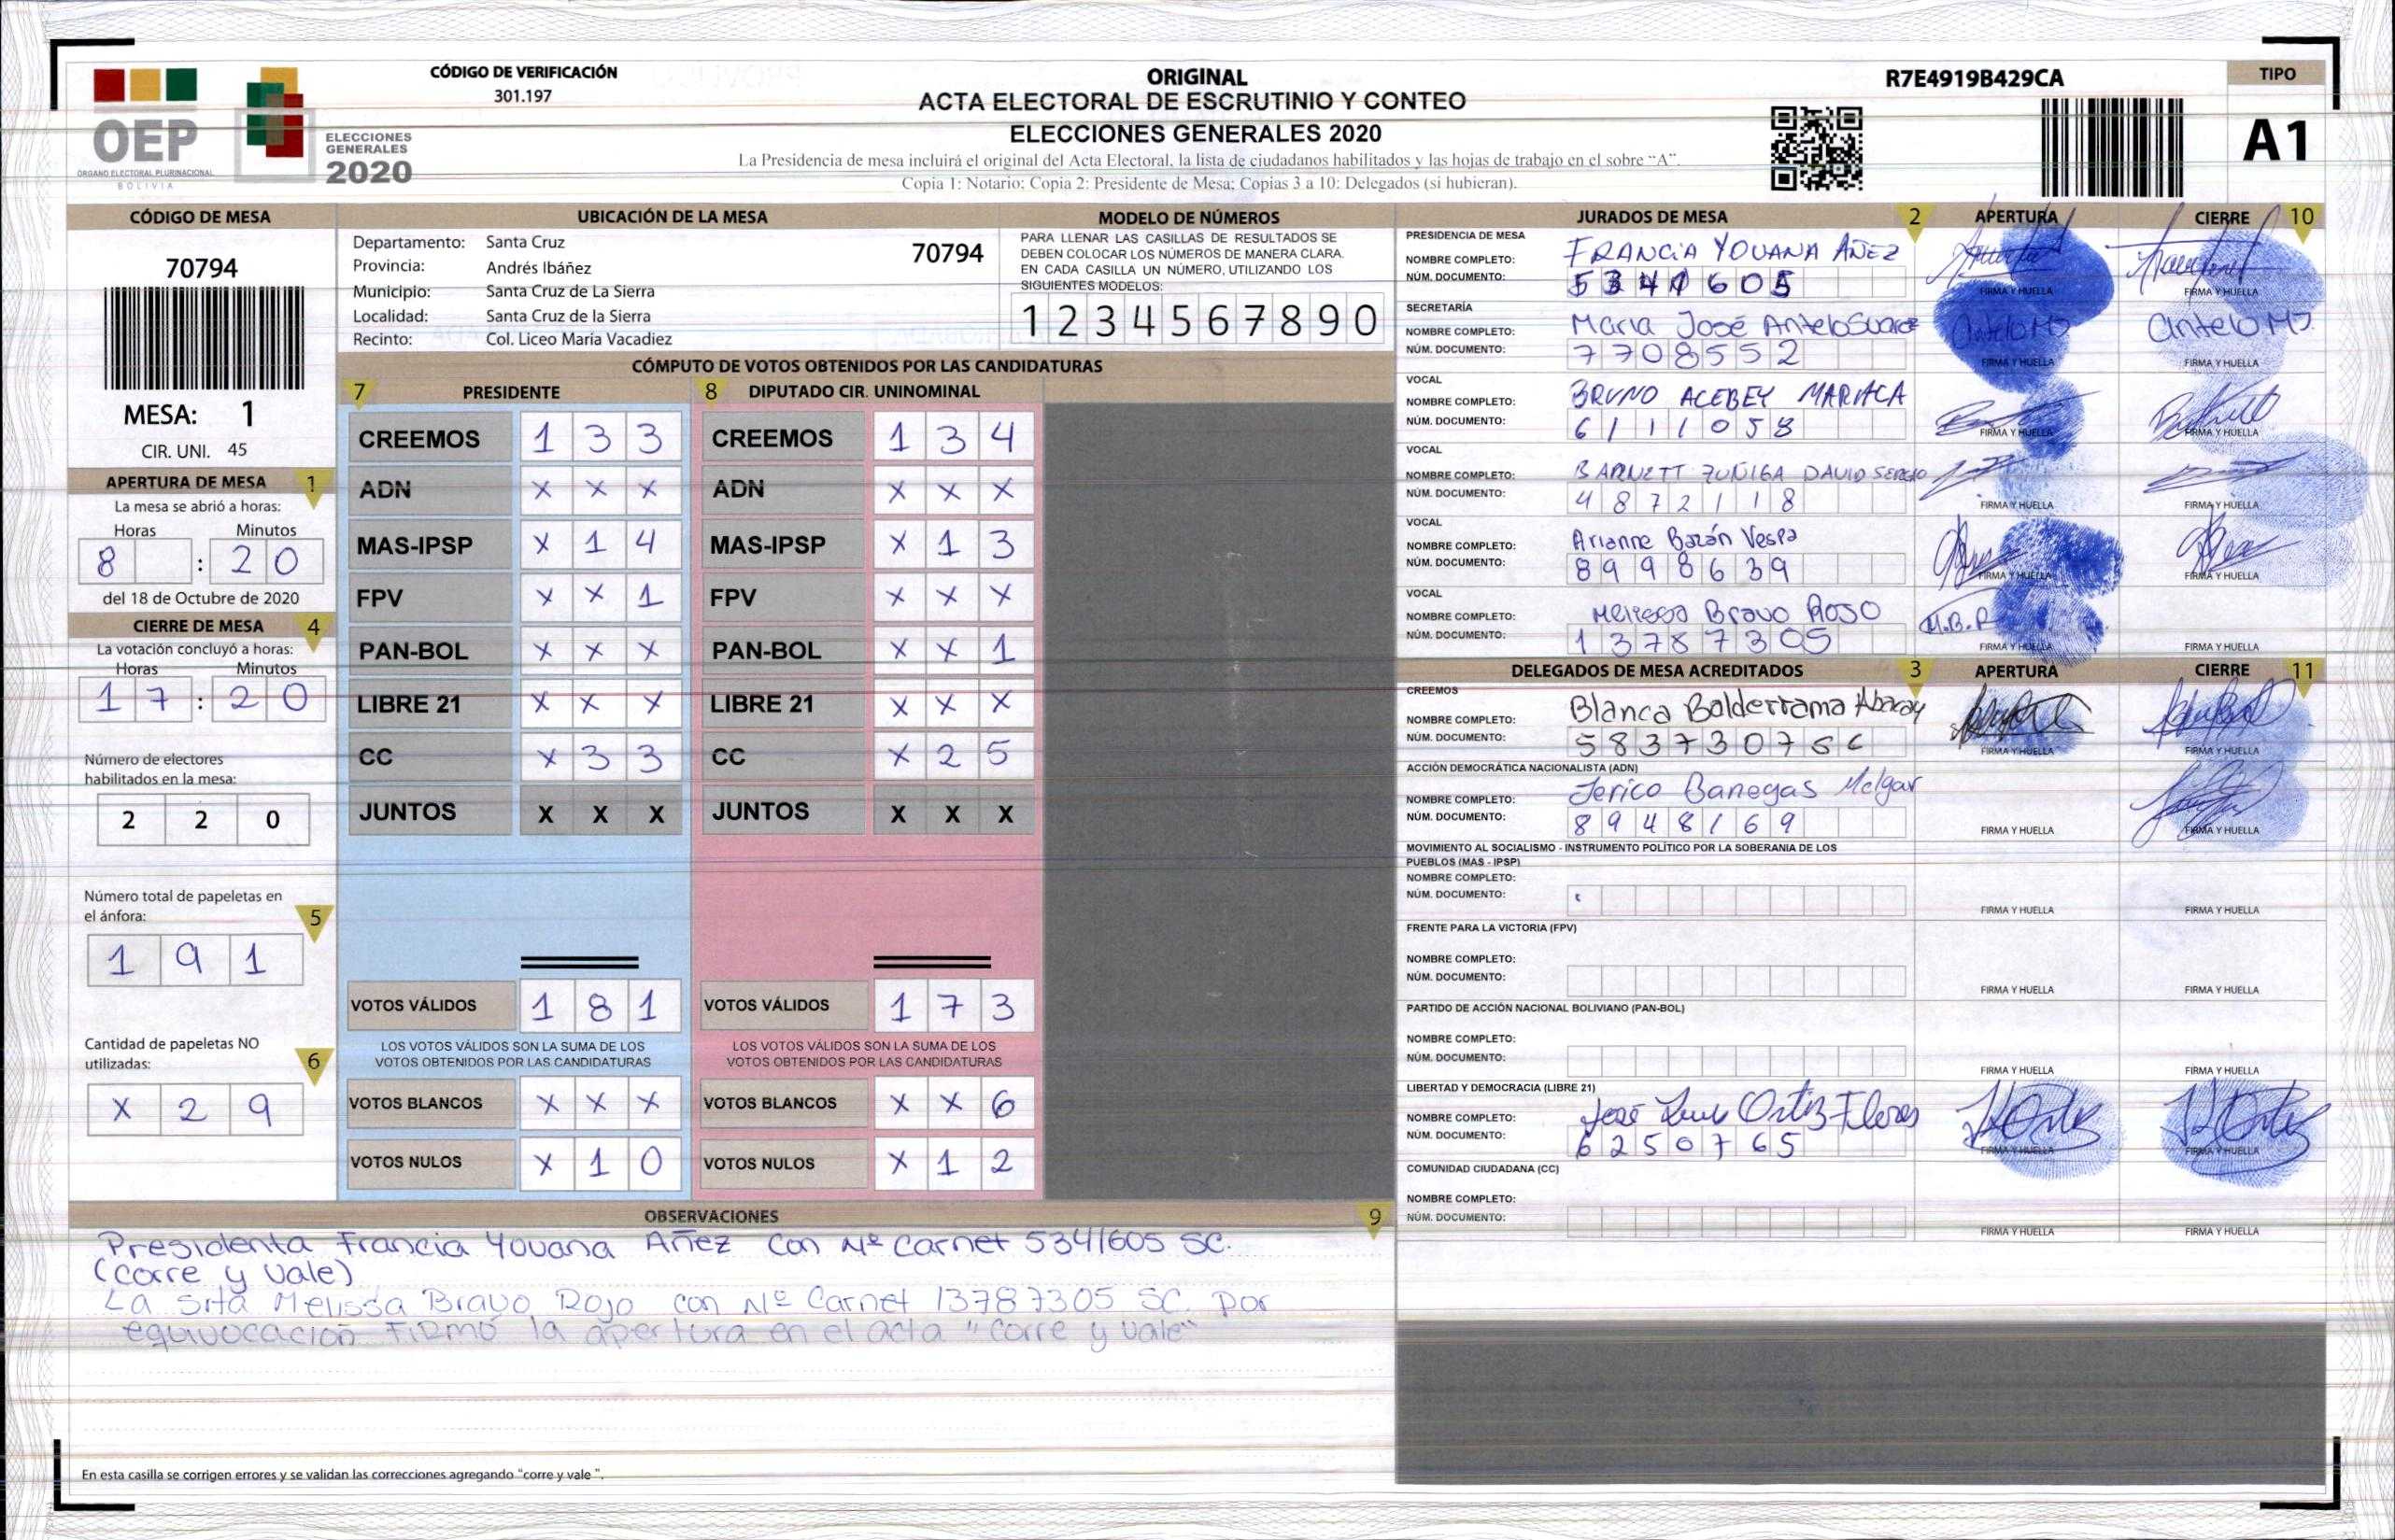 OEP
ÓRGANO ELECTORAL PLURINACIONAL
BOLIVIA
ELECCIONES
GENERALES
2020
CÓDIGO DE VERIFICACIÓN
301.197
ORIGINAL
ACTA ELECTORAL DE ESCRUTINIO Y CONTEO
ELECCIONES GENERALES 2020
La Presidencia de mesa incluirá el original del Acta Electoral, la lista de ciudadanos habilitados y las hojas de trabajo en el sobre "A".
Copia 1: Notario; Copia 2: Presidente de Mesa; Copias 3 a 10: Delegados (si hubieran).
R7E4919B429CA
TIPO
A1
CÓDIGO DE MESA
70794
MESA: 1
CIR. UNI. 45
APERTURA DE MESA 1
La mesa se abrió a horas:
Horas Minutos
8 : 20
del 18 de Octubre de 2020
CIERRE DE MESA 4
La votación concluyó a horas:
Horas Minutos
17 : 20
Número de electores
habilitados en la mesa:
2 2 0
Número total de papeletas en
el ánfora: 5
1 9 1
Cantidad de papeletas NO
utilizadas: 6
X 2 9
UBICACIÓN DE LA MESA
Departamento: Santa Cruz 70794
Provincia: Andrés Ibáñez
Municipio: Santa Cruz de La Sierra
Localidad: Santa Cruz de la Sierra
Recinto: Col. Liceo Maria Vacadiez
MODELO DE NÚMEROS
PARA LLENAR LAS CASILLAS DE RESULTADOS SE
DEBEN COLOCAR LOS NÚMEROS DE MANERA CLARA.
EN CADA CASILLA UN NÚMERO, UTILIZANDO LOS
SIGUIENTES MODELOS:
1 2 3 4 5 6 7 8 9 0
CÓMPUTO DE VOTOS OBTENIDOS POR LAS CANDIDATURAS
7 PRESIDENTE
CREEMOS 1 3 3
ADN X X X
MAS-IPSP X 1 4
FPV X X 1
PAN-BOL X X X
LIBRE 21 X X X
CC X 3 3
JUNTOS X X X
VOTOS VÁLIDOS 1 8 1
LOS VOTOS VÁLIDOS SON LA SUMA DE LOS
VOTOS OBTENIDOS POR LAS CANDIDATURAS
VOTOS BLANCOS X X X
VOTOS NULOS X 1 0
8 DIPUTADO CIR. UNINOMINAL
CREEMOS 1 3 4
ADN X X X
MAS-IPSP X 1 3
FPV X X X
PAN-BOL X X 1
LIBRE 21 X X X
CC X 2 5
JUNTOS X X X
VOTOS VÁLIDOS 1 7 3
LOS VOTOS VÁLIDOS SON LA SUMA DE LOS
VOTOS OBTENIDOS POR LAS CANDIDATURAS
VOTOS BLANCOS X X 6
VOTOS NULOS X 1 2
JURADOS DE MESA 2 APERTURA CIERRE 10
PRESIDENCIA DE MESA
NOMBRE COMPLETO: FRANCIA YOUANA AÑEZ
NÚM. DOCUMENTO: 5341605
FIRMA Y HUELLA FIRMA Y HUELLA
SECRETARÍA
NOMBRE COMPLETO: Maria José Antelo Suarez
NÚM. DOCUMENTO: 7708552
Antelo MJ. Antelo MJ.
FIRMA Y HUELLA FIRMA Y HUELLA
VOCAL
NOMBRE COMPLETO: BRUNO ACEBEY MARIACA
NÚM. DOCUMENTO: 6111058
FIRMA Y HUELLA FIRMA Y HUELLA
VOCAL
NOMBRE COMPLETO: BARNETT ZUÑIGA DAVID SERGIO
NÚM. DOCUMENTO: 4872118
FIRMA Y HUELLA FIRMA Y HUELLA
VOCAL
NOMBRE COMPLETO: Arianne Bazán Vespa
NÚM. DOCUMENTO: 8998639
FIRMA Y HUELLA FIRMA Y HUELLA
VOCAL
NOMBRE COMPLETO: Melissa Bravo Rojo
NÚM. DOCUMENTO: 13787305
M.B.R
FIRMA Y HUELLA FIRMA Y HUELLA
DELEGADOS DE MESA ACREDITADOS 3 APERTURA CIERRE 11
CREEMOS
NOMBRE COMPLETO: Blanca Balderrama
NÚM. DOCUMENTO: 5837307SC
FIRMA Y HUELLA FIRMA Y HUELLA
ACCIÓN DEMOCRÁTICA NACIONALISTA (ADN)
NOMBRE COMPLETO: Jerico Banegas Melgar
NÚM. DOCUMENTO: 8948169
FIRMA Y HUELLA FIRMA Y HUELLA
MOVIMIENTO AL SOCIALISMO - INSTRUMENTO POLÍTICO POR LA SOBERANIA DE LOS
PUEBLOS (MAS - IPSP)
NOMBRE COMPLETO:
NÚM. DOCUMENTO:
FIRMA Y HUELLA FIRMA Y HUELLA
FRENTE PARA LA VICTORIA (FPV)
NOMBRE COMPLETO:
NÚM. DOCUMENTO:
FIRMA Y HUELLA FIRMA Y HUELLA
PARTIDO DE ACCIÓN NACIONAL BOLIVIANO (PAN-BOL)
NOMBRE COMPLETO:
NÚM. DOCUMENTO:
FIRMA Y HUELLA FIRMA Y HUELLA
LIBERTAD Y DEMOCRACIA (LIBRE 21)
NOMBRE COMPLETO: José Luis Ortiz Flores
NÚM. DOCUMENTO: 6250765
FIRMA Y HUELLA FIRMA Y HUELLA
COMUNIDAD CIUDADANA (CC)
NOMBRE COMPLETO:
NÚM. DOCUMENTO:
FIRMA Y HUELLA FIRMA Y HUELLA
OBSERVACIONES 9
Presidenta Francia Youana Añez con Nº Carnet 5341605 SC.
(Corre y Vale)
La Srta Melissa Bravo Rojo con Nº Carnet 13787305 SC. Por
equivocación FiRmó la apertura en el acta "corre y vale"
En esta casilla se corrigen errores y se validan las correcciones agregando "corre y vale ".